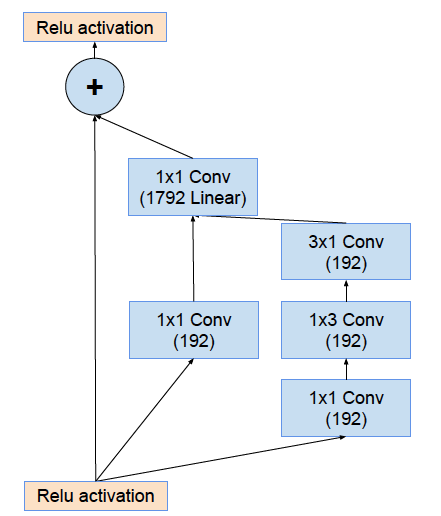 Relu activation
+
1x1 Conv
(1792 Linear)
3x1 Conv
(192)
1x1 Conv
(192)
1x3 Conv
(192)
1x1 Conv
(192)
Relu activation